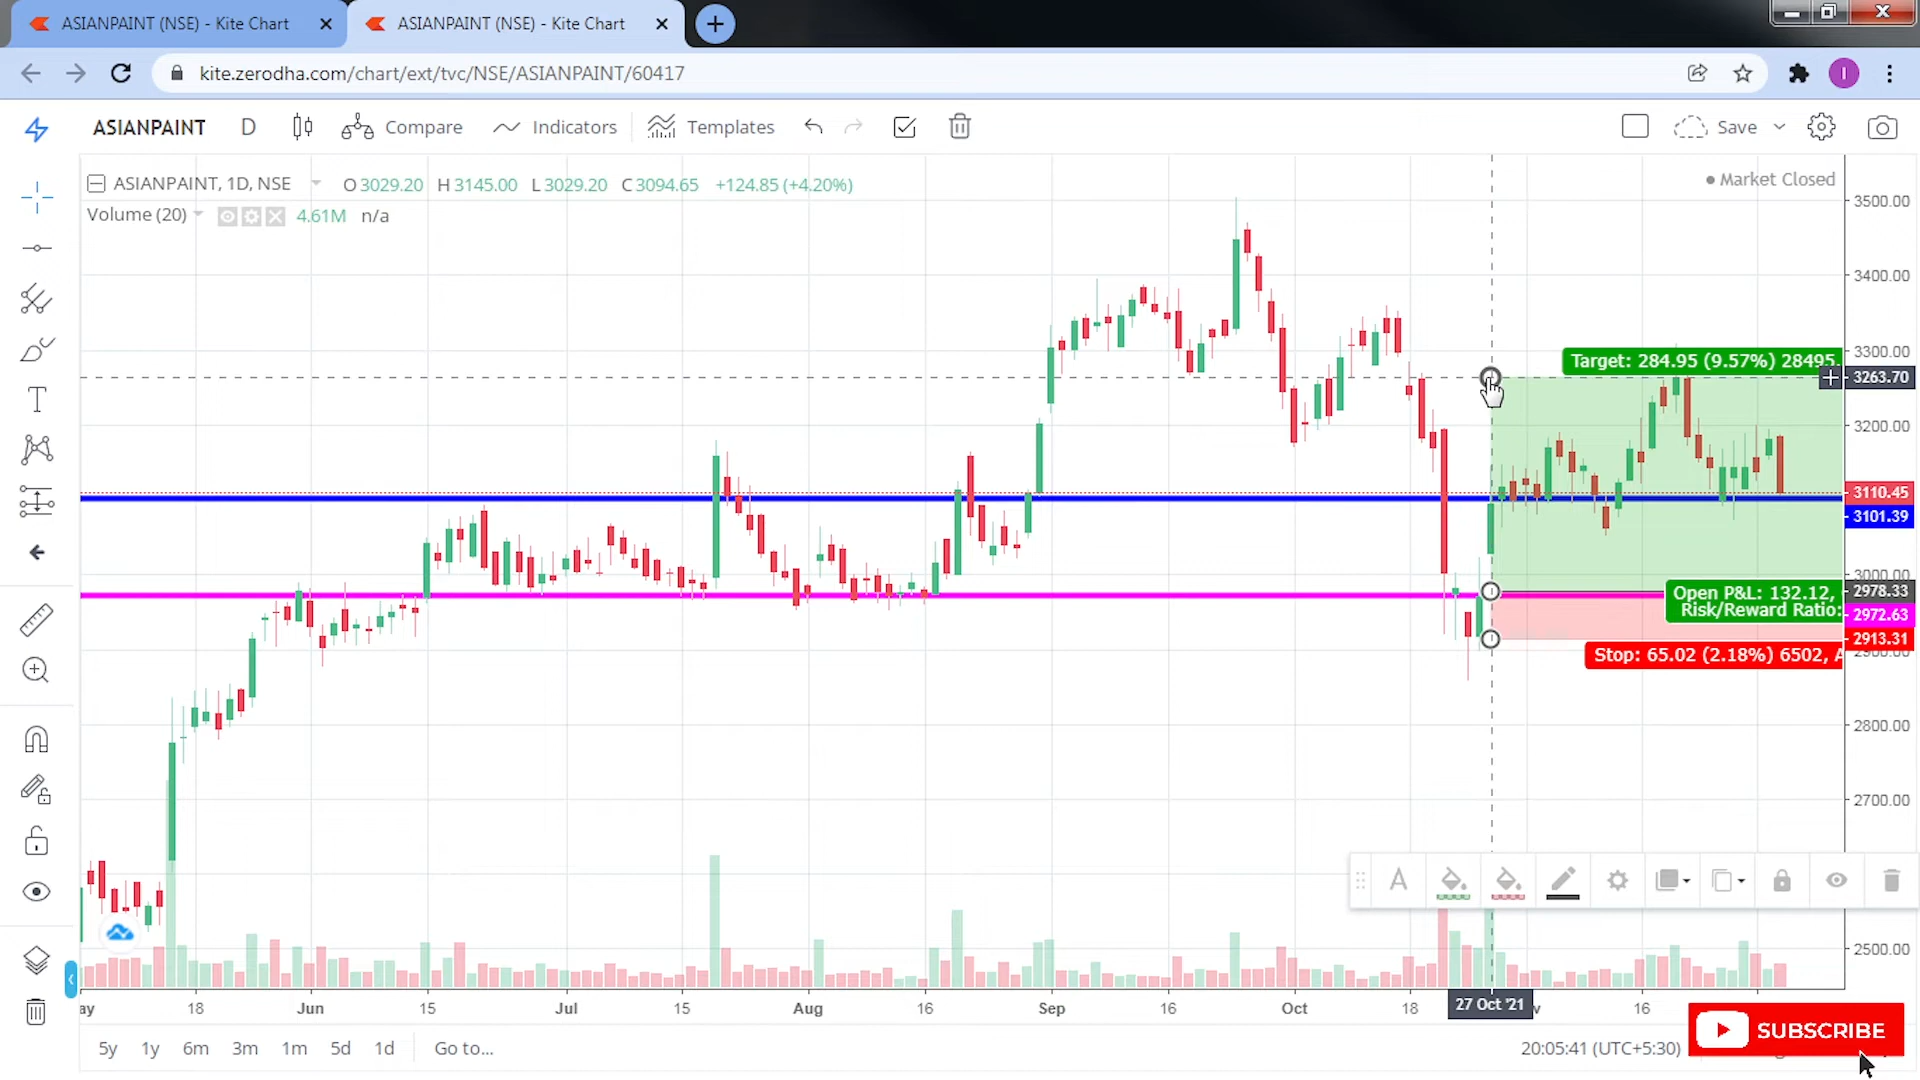 ASIANPAINT (NSE) - Kite Chart
ASIANPAINT (NSE) - Kite Chart
kite.zerodha.com/chart/ext/tvc/NSE/ASIANPAINT/60417
I
ASIANPAINT D Compare Indicators Templates Save
ASIANPAINT, 1D, NSE O3029.20 H3145.00 L3029.20 C3094.65 +124.85 (+4.20%)
Market Closed
Volume (20) 4.61M n/a
3500.00
3400.00
3300.00
Target: 284.95 (9.57%) 28495
3263.70
3200.00
3110.45
3101.39
3000.00
2978.33
Open P&L: 132.12,
Risk/Reward Ratio:
2972.63
2913.31
Stop: 65.02 (2.18%) 6502, A
2800.00
2700.00
2500.00
ay 18 Jun 15 Jul 15 Aug 16 Sep 16 Oct 18 27 Oct '21 v 16
5y 1y 6m 3m 1m 5d 1d Go to... 20:05:41 (UTC+5:30)
SUBSCRIBE